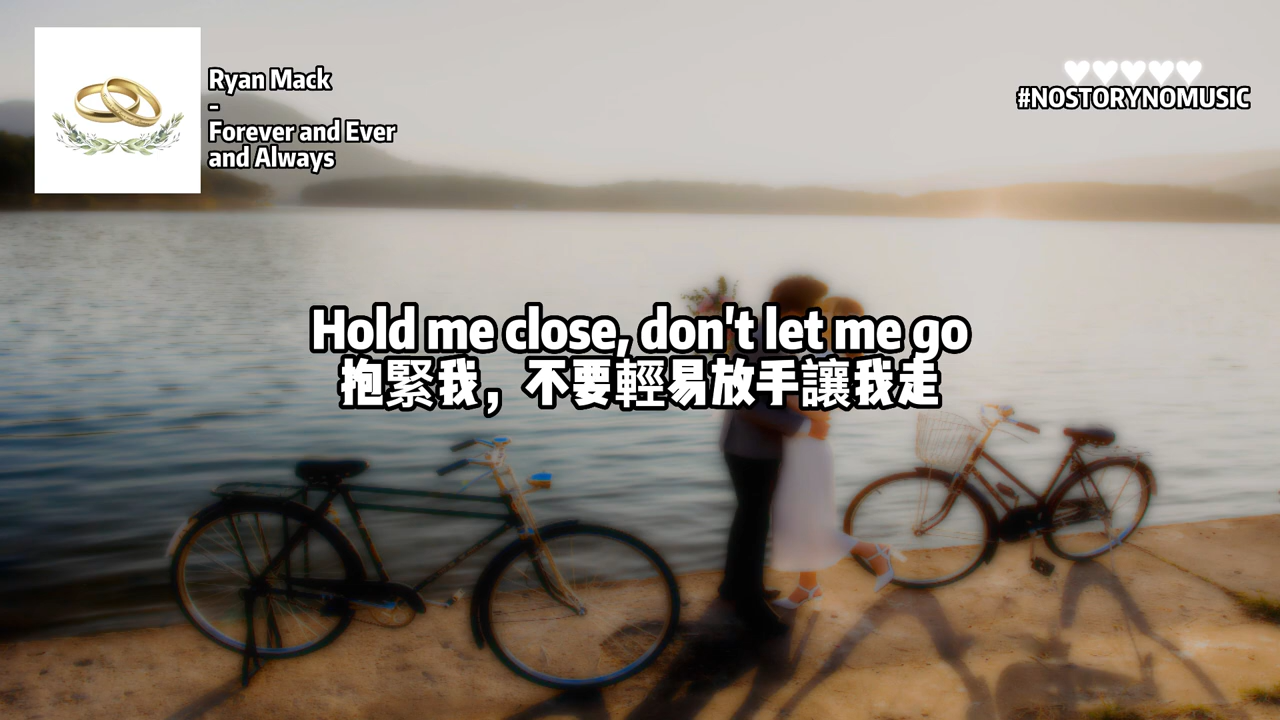 Ryan Mack
-
Forever and Ever
and Always
♥♥♥♥♥
#NOSTORYNOMUSIC
Hold me close, don't let me go
抱緊我，不要輕易放手讓我走